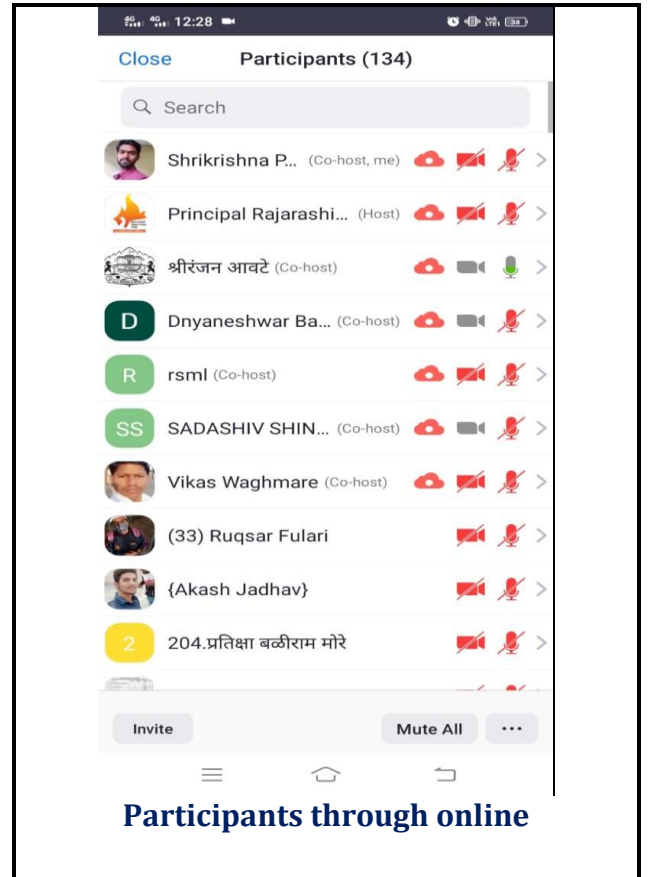 4G 4G 12:28
Close Participants (134)
Search
Shrikrishna P... (Co-host, me)
Principal Rajarashi... (Host)
श्रीरंजन आवटे (Co-host)
D Dnyaneshwar Ba... (Co-host)
R rsml (Co-host)
SS SADASHIV SHIN... (Co-host)
Vikas Waghmare (Co-host)
(33) Ruqsar Fulari
{Akash Jadhav}
2 204.प्रतिक्षा बळीराम मोरे
Invite Mute All ...
Participants through online